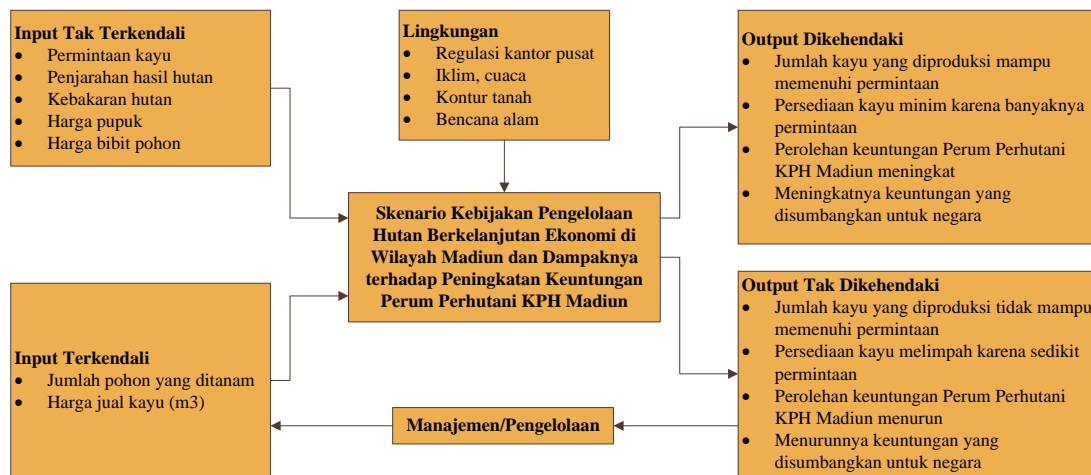 Input Tak Terkendali
• Permintaan kayu
• Penjarahan hasil hutan
• Kebakaran hutan
• Harga pupuk
• Harga bibit pohon
Lingkungan
• Regulasi kantor pusat
• Iklim, cuaca
• Kontur tanah
• Bencana alam
Output Dikehendaki
• Jumlah kayu yang diproduksi mampu
memenuhi permintaan
• Persediaan kayu minim karena banyaknya
permintaan
• Perolehan keuntungan Perum Perhutani
KPH Madiun meningkat
• Meningkatnya keuntungan yang
disumbangkan untuk negara
Skenario Kebijakan Pengelolaan
Hutan Berkelanjutan Ekonomi di
Wilayah Madiun dan Dampaknya
terhadap Peningkatan Keuntungan
Perum Perhutani KPH Madiun
Input Terkendali
• Jumlah pohon yang ditanam
• Harga jual kayu (m3)
Manajemen/Pengelolaan
Output Tak Dikehendaki
• Jumlah kayu yang diproduksi tidak mampu
memenuhi permintaan
• Persediaan kayu melimpah karena sedikit
permintaan
• Perolehan keuntungan Perum Perhutani
KPH Madiun menurun
• Menurunnya keuntungan yang
disumbangkan untuk negara